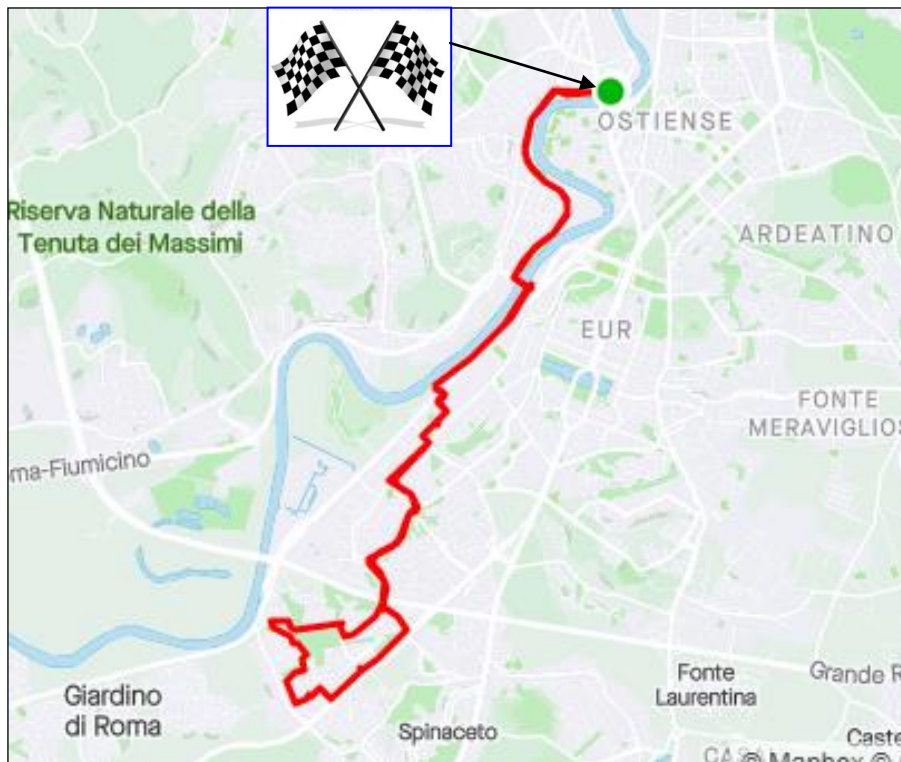 OSTIENSE
Riserva Naturale della
Tenuta dei Massimi
ARDEATINO
EUR
FONTE
MERAVIGLIOS
ma-Fiumicino
Fonte
Laurentina
Grande R
Giardino
di Roma
Spinaceto
Caste
© Mapbox ©